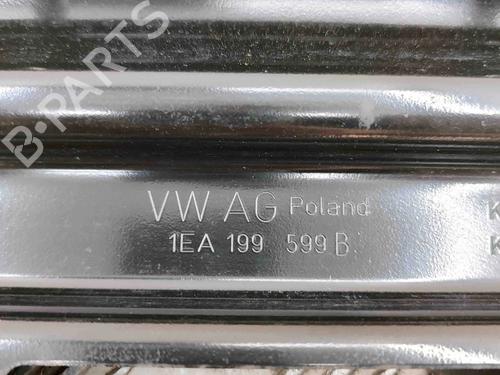 B-PARTS
VW AG Poland
1EA 199 599 B
K
K